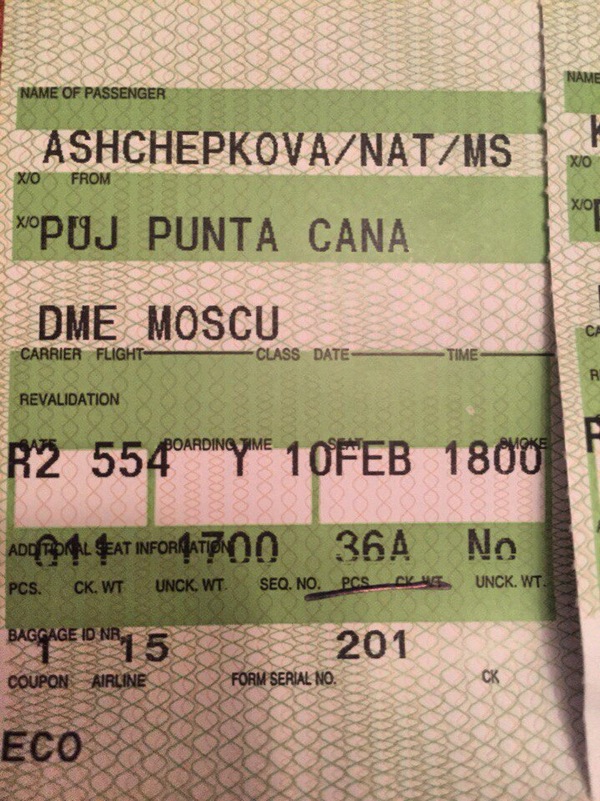 NAME OF PASSENGER NAME
ASHCHEPKOVA/NAT/MS K
X/O FROM X/O
X/O TO X/O
PUJ PUNTA CANA
DME MOSCU
CARRIER FLIGHT CLASS DATE TIME CA
REVALIDATION R
GATE BOARDING TIME SEAT SMOKE
R2 554 Y 10FEB 1800
ADDITIONAL SEAT INFORMATION
1700 36A No
PCS. CK. WT UNCK. WT. SEQ. NO. PCS. CK. WT. UNCK. WT.
BAGGAGE ID NR.
1 15 201
COUPON AIRLINE FORM SERIAL NO. CK
ECO